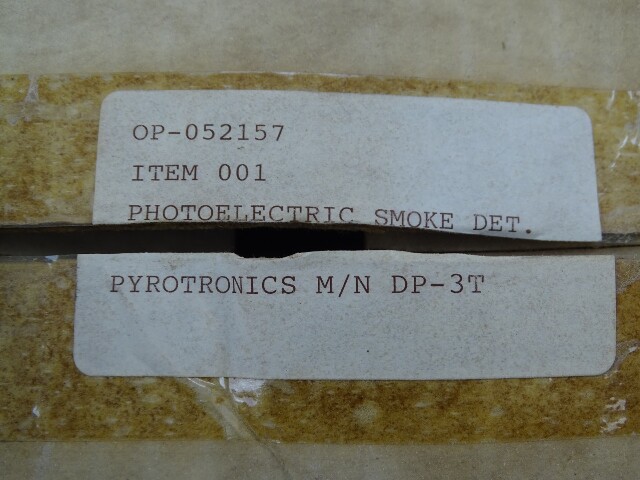 OP-052157
ITEM 001
PHOTOELECTRIC SMOKE DET.
PYROTRONICS M/N DP-3T